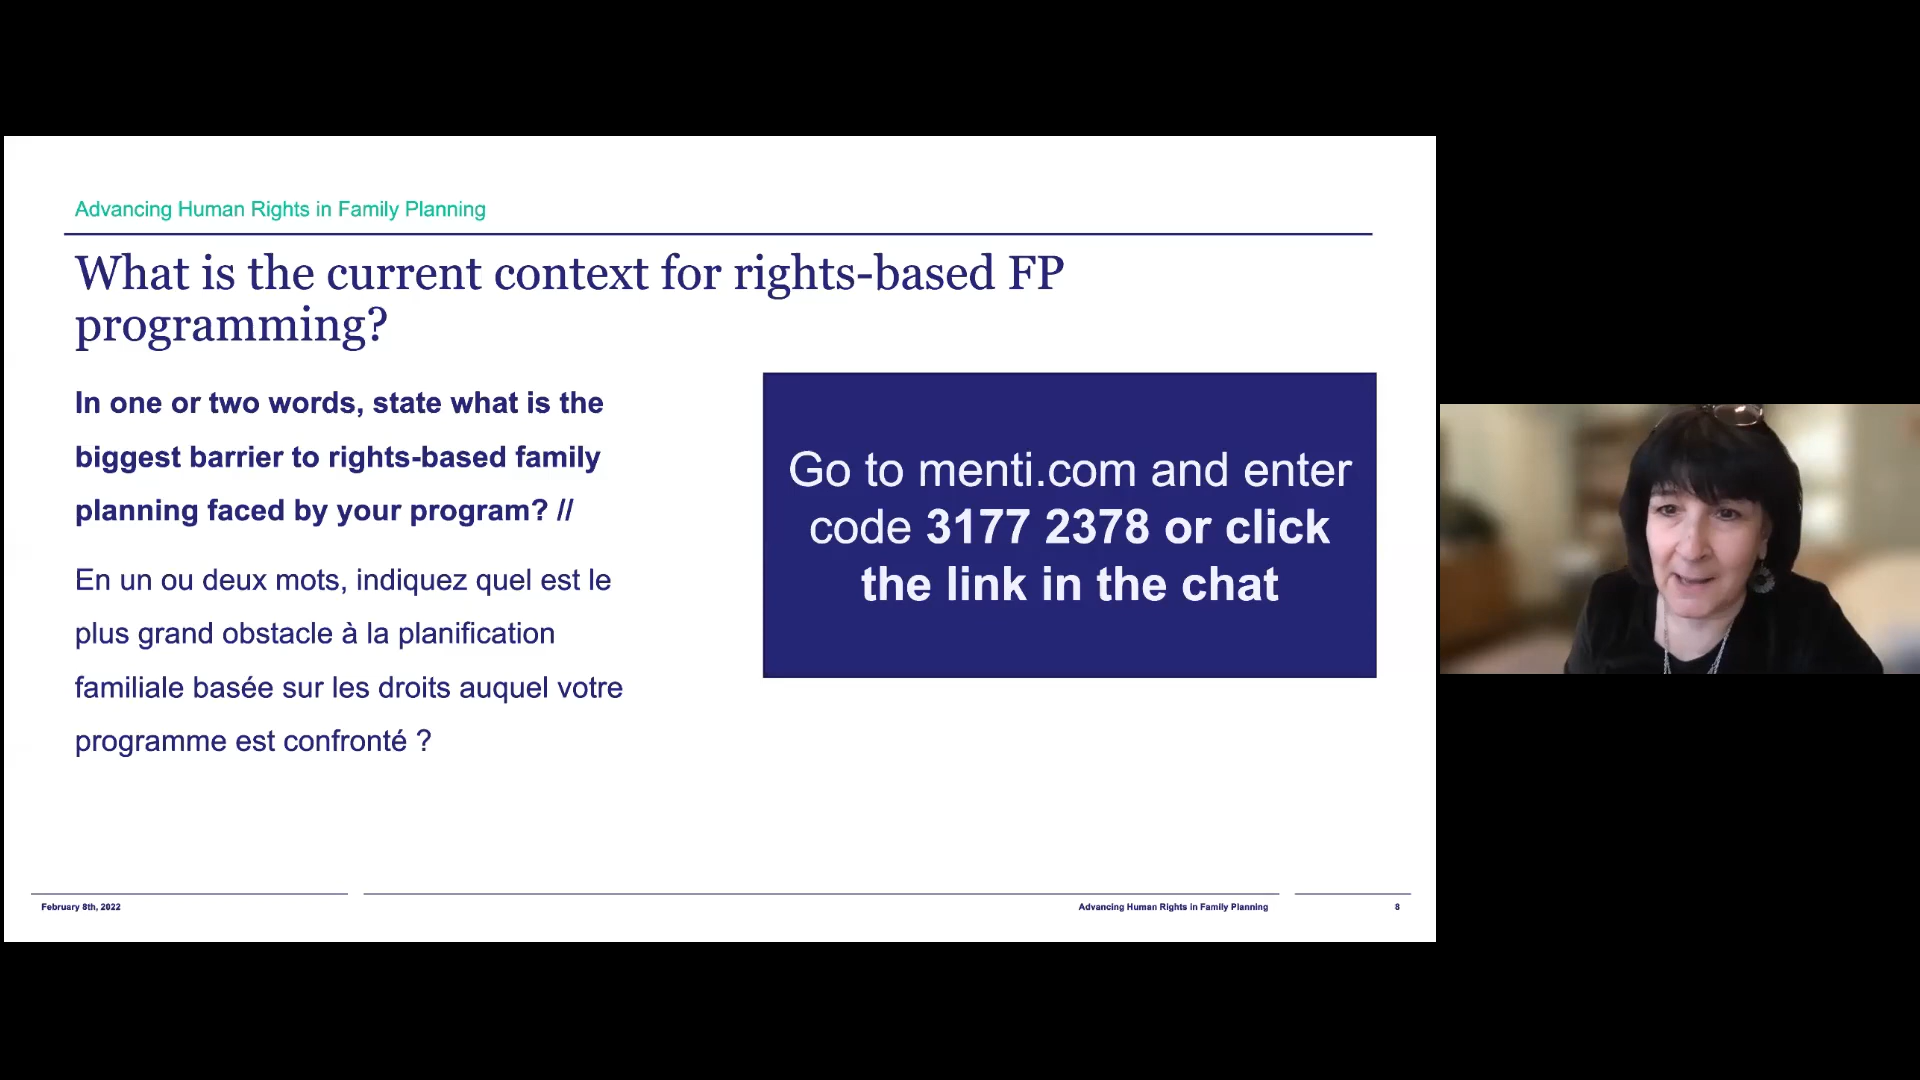 Advancing Human Rights in Family Planning
What is the current context for rights-based FP
programming?
In one or two words, state what is the
biggest barrier to rights-based family
planning faced by your program? //
En un ou deux mots, indiquez quel est le
plus grand obstacle à la planification
familiale basée sur les droits auquel votre
programme est confronté ?
Go to menti.com and enter
code 3177 2378 or click
the link in the chat
February 8th, 2022
Advancing Human Rights in Family Planning
8